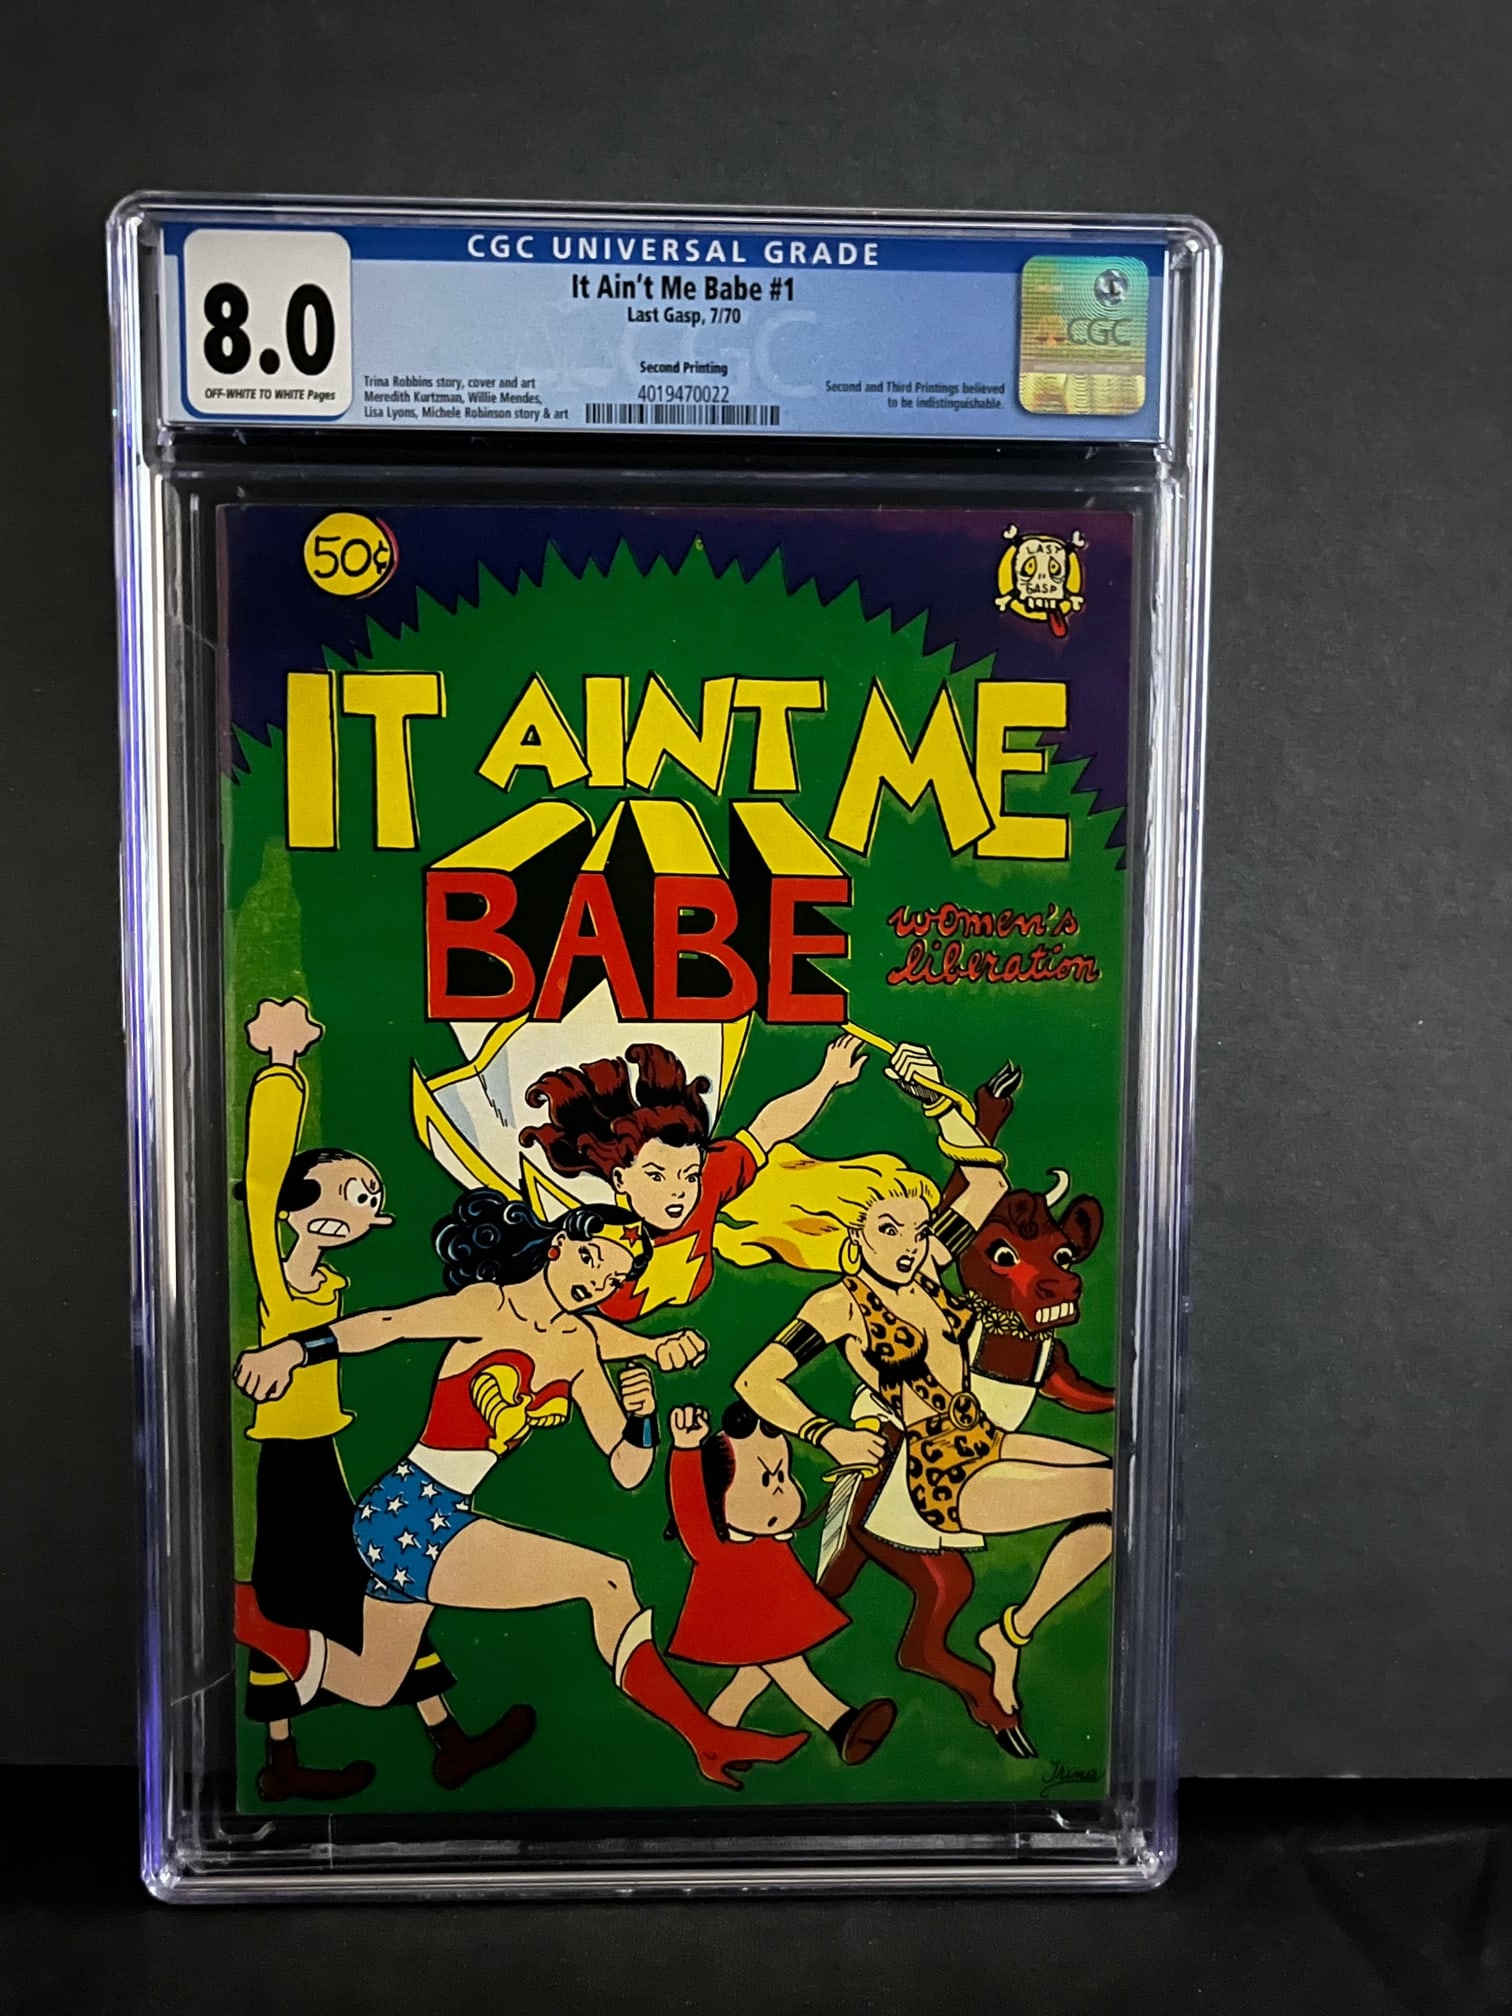 CGC UNIVERSAL GRADE
8.0
OFF-WHITE TO WHITE Pages
It Ain't Me Babe #1
Last Gasp, 7/70
Second Printing
4019470022
Trina Robbins story, cover and art
Meredith Kurtzman, Willie Mendes,
Lisa Lyons, Michele Robinson story & art
Second and Third Printings believed
to be indistinguishable.
CGC
CGC
50¢
LAST
GASP
IT AINT ME
BABE
women's
liberation
Trina